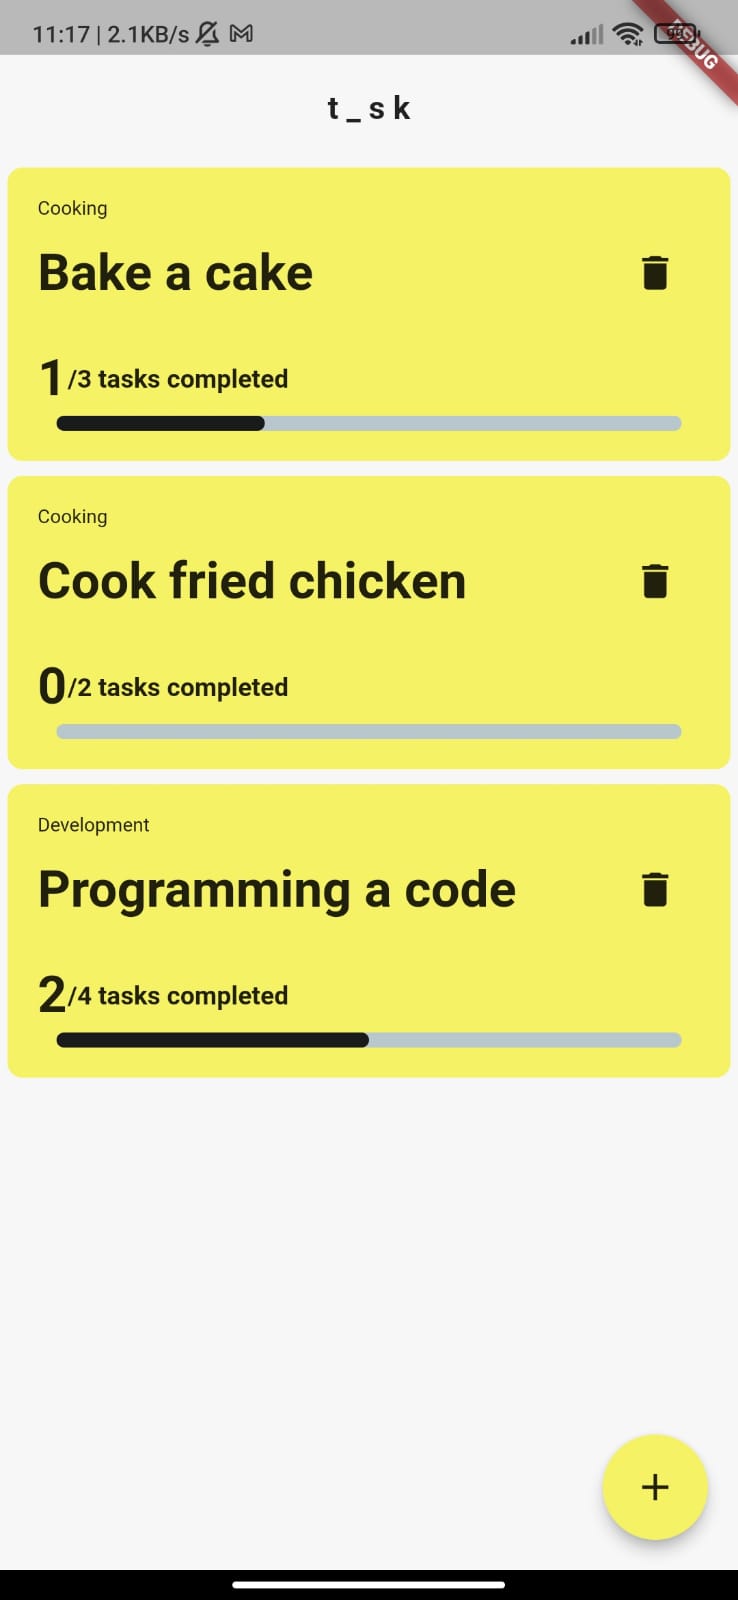 11:17 | 2.1KB/s
DEBUG
t_sk
Cooking
Bake a cake
1/3 tasks completed
Cooking
Cook fried chicken
0/2 tasks completed
Development
Programming a code
2/4 tasks completed
+